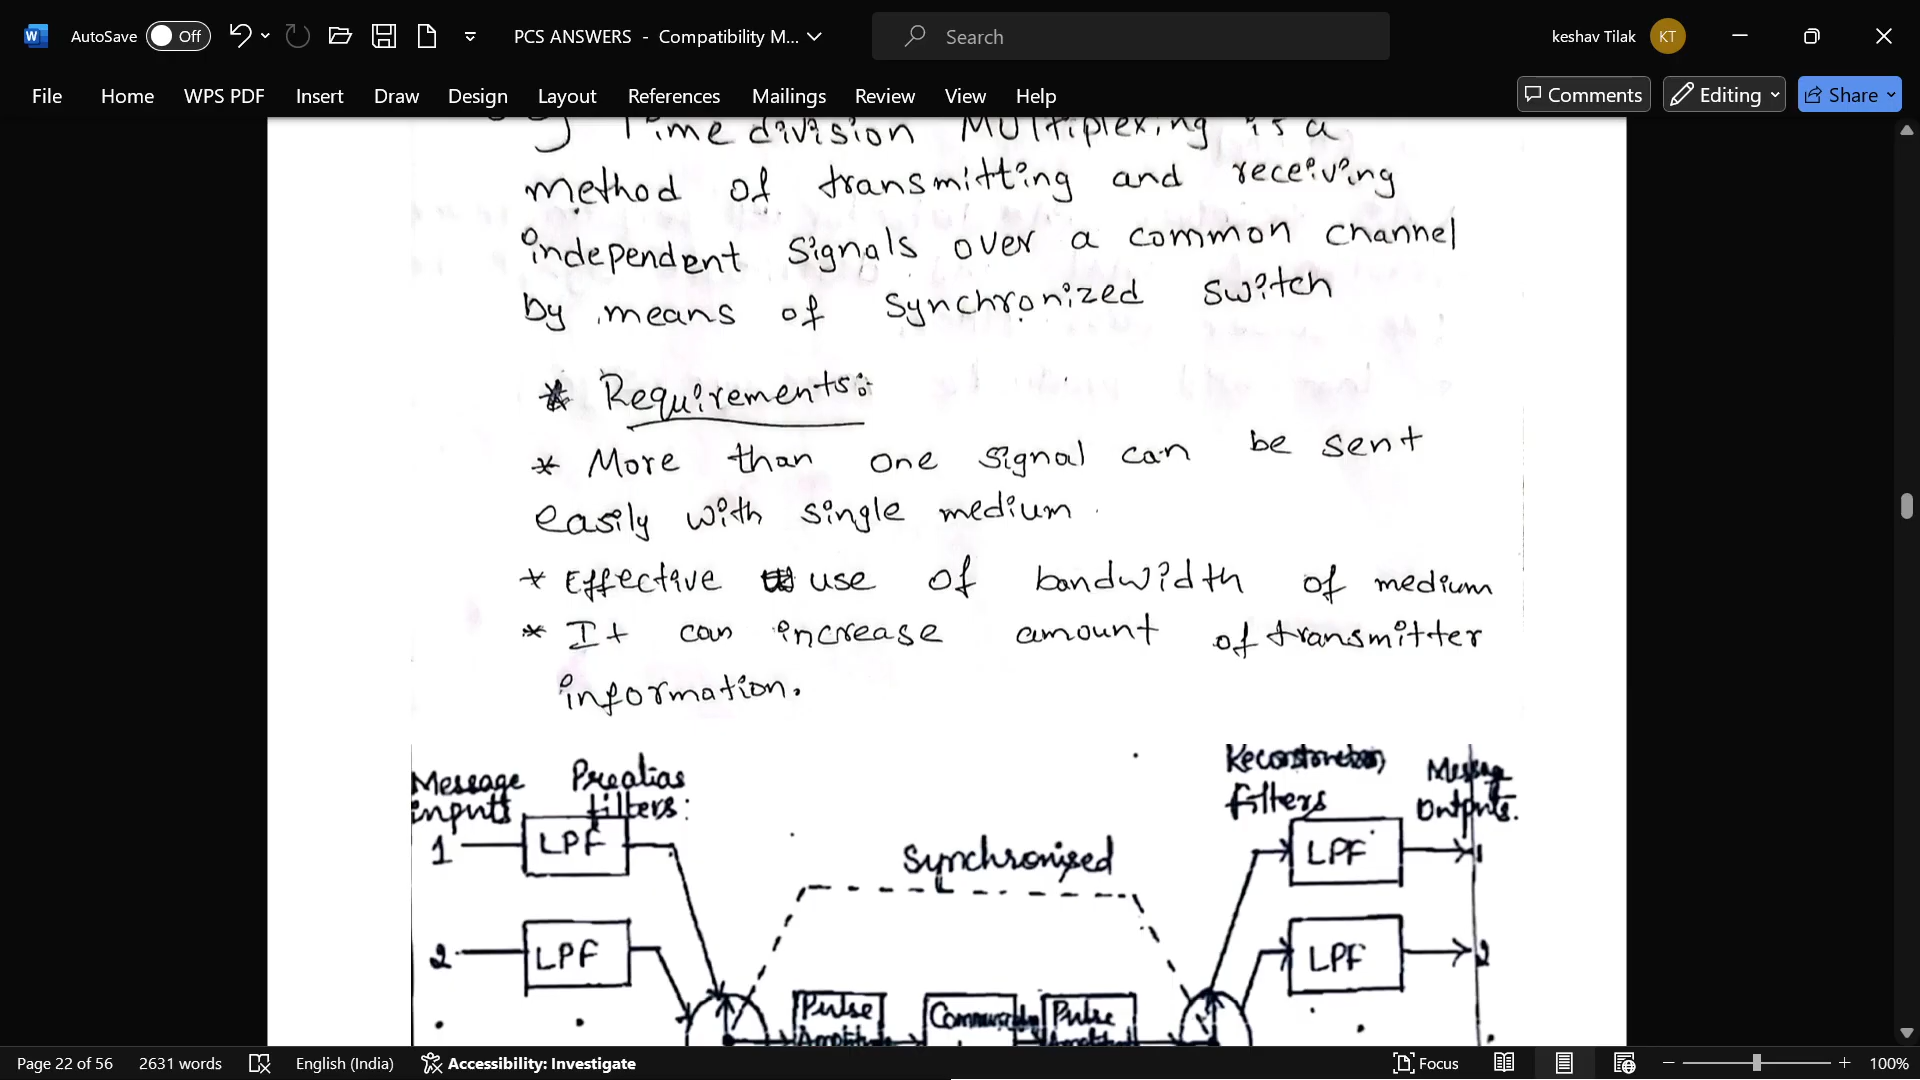 AutoSave Off PCS ANSWERS - Compatibility M... Search keshav Tilak KT
File Home WPS PDF Insert Draw Design Layout References Mailings Review View Help Comments Editing Share
Time division Multiplexing is a
method of transmitting and receiving
independent signals over a common channel
by means of synchronized switch
* Requirements:
* More than one signal can be sent
easily with single medium.
* Effective use of bandwidth of medium
* It can increase amount of transmitter
information.
Message Prealias Message
inputs filters: filters Outputs.
1 LPF LPF 1
Synchronised
2 LPF LPF 2
Pulse Pulse
Page 22 of 56 2631 words English (India) Accessibility: Investigate Focus 100%